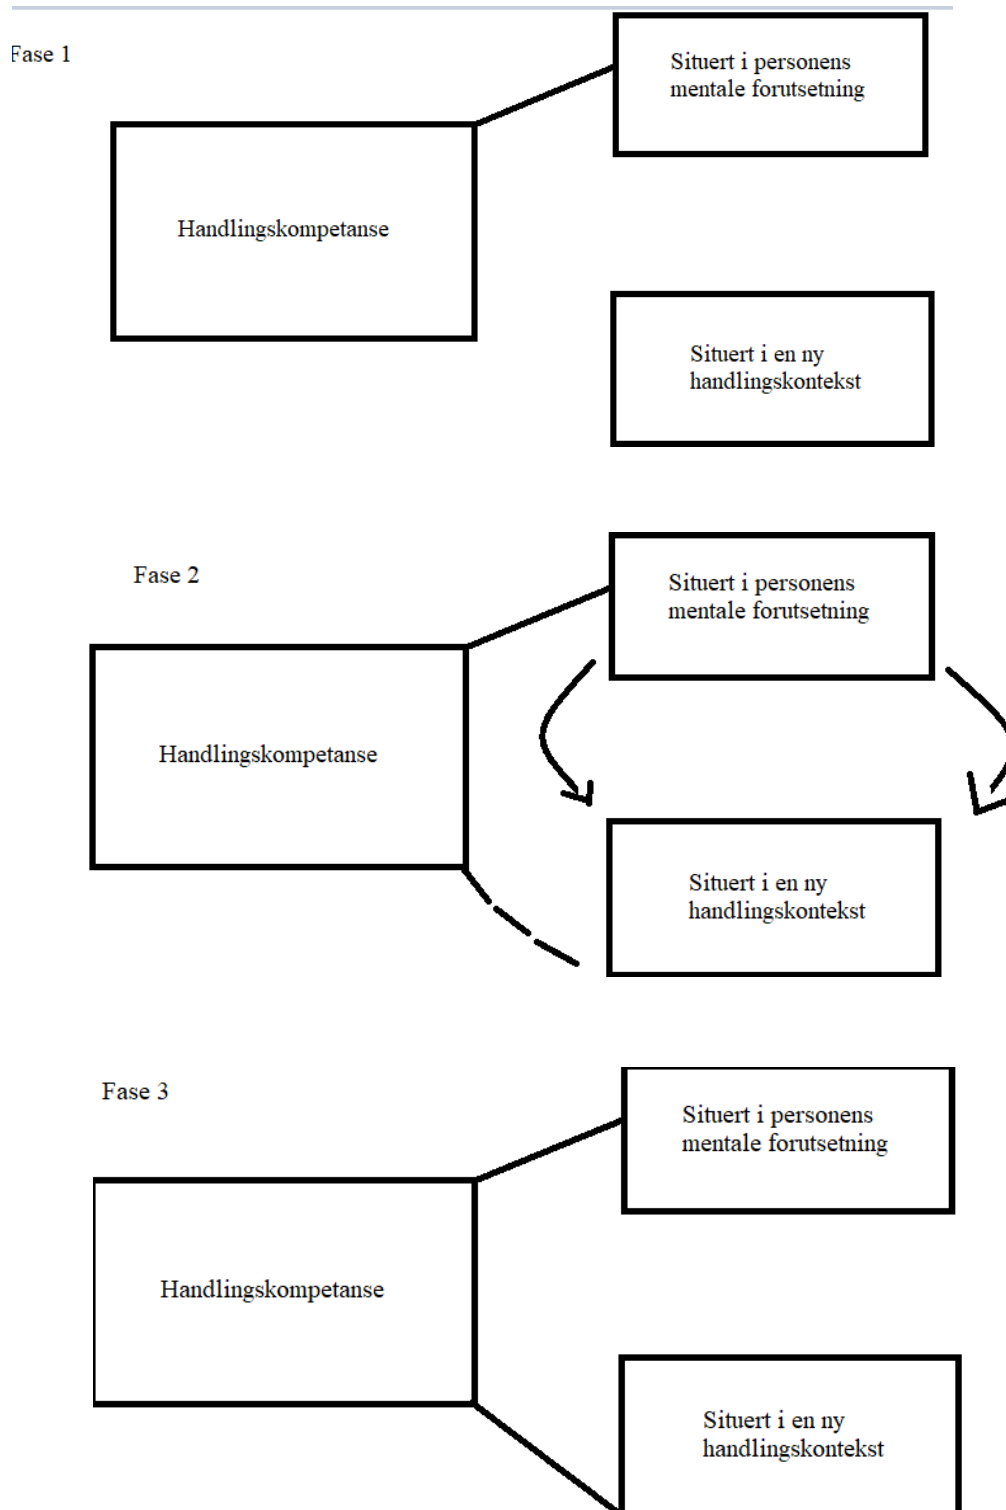 Fase 1
Situert i personens
mentale forutsetning
Handlingskompetanse
Situert i en ny
handlingskontekst
Fase 2
Situert i personens
mentale forutsetning
Handlingskompetanse
Situert i en ny
handlingskontekst
Fase 3
Situert i personens
mentale forutsetning
Handlingskompetanse
Situert i en ny
handlingskontekst